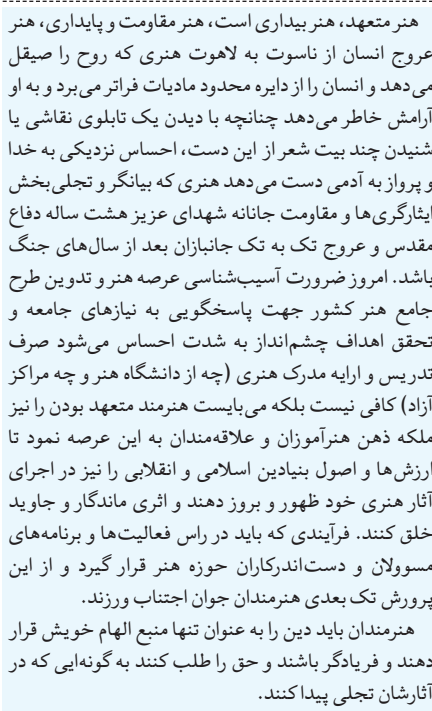 هنر متعهد، هنر بیداری است، هنر مقاومت و پایداری، هنر
عروج انسان از ناسوت به لاهوت هنری که روح را صیقل
می‌دهد و انسان را از دایره محدود مادیات فراتر می‌برد و به او
آرامش خاطر می‌دهد چنانچه با دیدن یک تابلوی نقاشی یا
شنیدن چند بیت شعر از این دست، احساس نزدیکی به خدا
و پرواز به آدمی دست می‌دهد هنری که بیانگر و تجلی‌بخش
ایثارگری‌ها و مقاومت جانانه شهدای عزیز هشت ساله دفاع
مقدس و عروج تک به تک جانبازان بعد از سال‌های جنگ
باشد. امروز ضرورت آسیب‌شناسی عرصه هنر و تدوین طرح
جامع هنر کشور جهت پاسخگویی به نیازهای جامعه و
تحقق اهداف چشم‌انداز به شدت احساس می‌شود صرف
تدریس و ارایه مدرک هنری (چه از دانشگاه هنر و چه مراکز
آزاد) کافی نیست بلکه می‌بایست هنرمند متعهد بودن را نیز
ملکه ذهن هنرآموزان و علاقه‌مندان به این عرصه نمود تا
ارزش‌ها و اصول بنیادین اسلامی و انقلابی را نیز در اجرای
آثار هنری خود ظهور و بروز دهند و اثری ماندگار و جاوید
خلق کنند. فرآیندی که باید در راس فعالیت‌ها و برنامه‌های
مسوولان و دست‌اندرکاران حوزه هنر قرار گیرد و از این
پرورش تک بعدی هنرمندان جوان اجتناب ورزند.
هنرمندان باید دین را به عنوان تنها منبع الهام خویش قرار
دهند و فریادگر باشند و حق را طلب کنند به گونه‌ایی که در
آثارشان تجلی پیدا کنند.